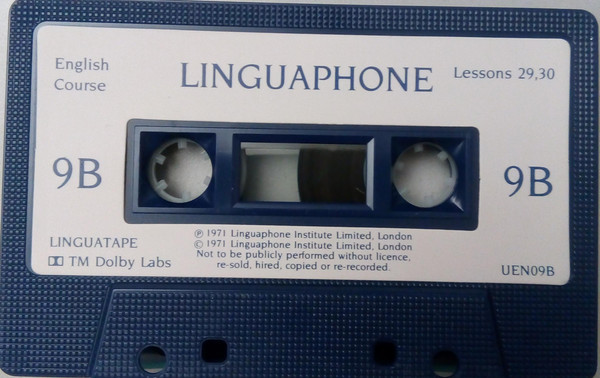 English
Course
LINGUAPHONE
Lessons 29,30
9B
9B
LINGUATAPE
TM Dolby Labs
℗ 1971 Linguaphone Institute Limited, London
© 1971 Linguaphone Institute Limited, London
Not to be publicly performed without licence,
re-sold, hired, copied or re-recorded.
UEN09B